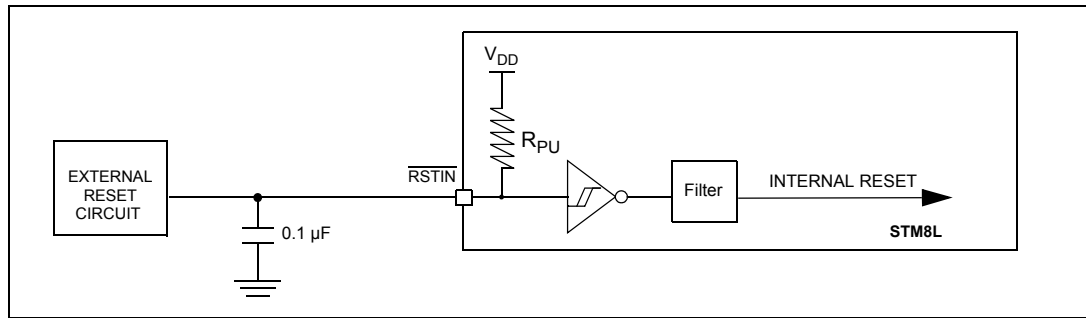 V_DD
R_PU
EXTERNAL
RESET
CIRCUIT
RSTIN
Filter
INTERNAL RESET
0.1 µF
STM8L